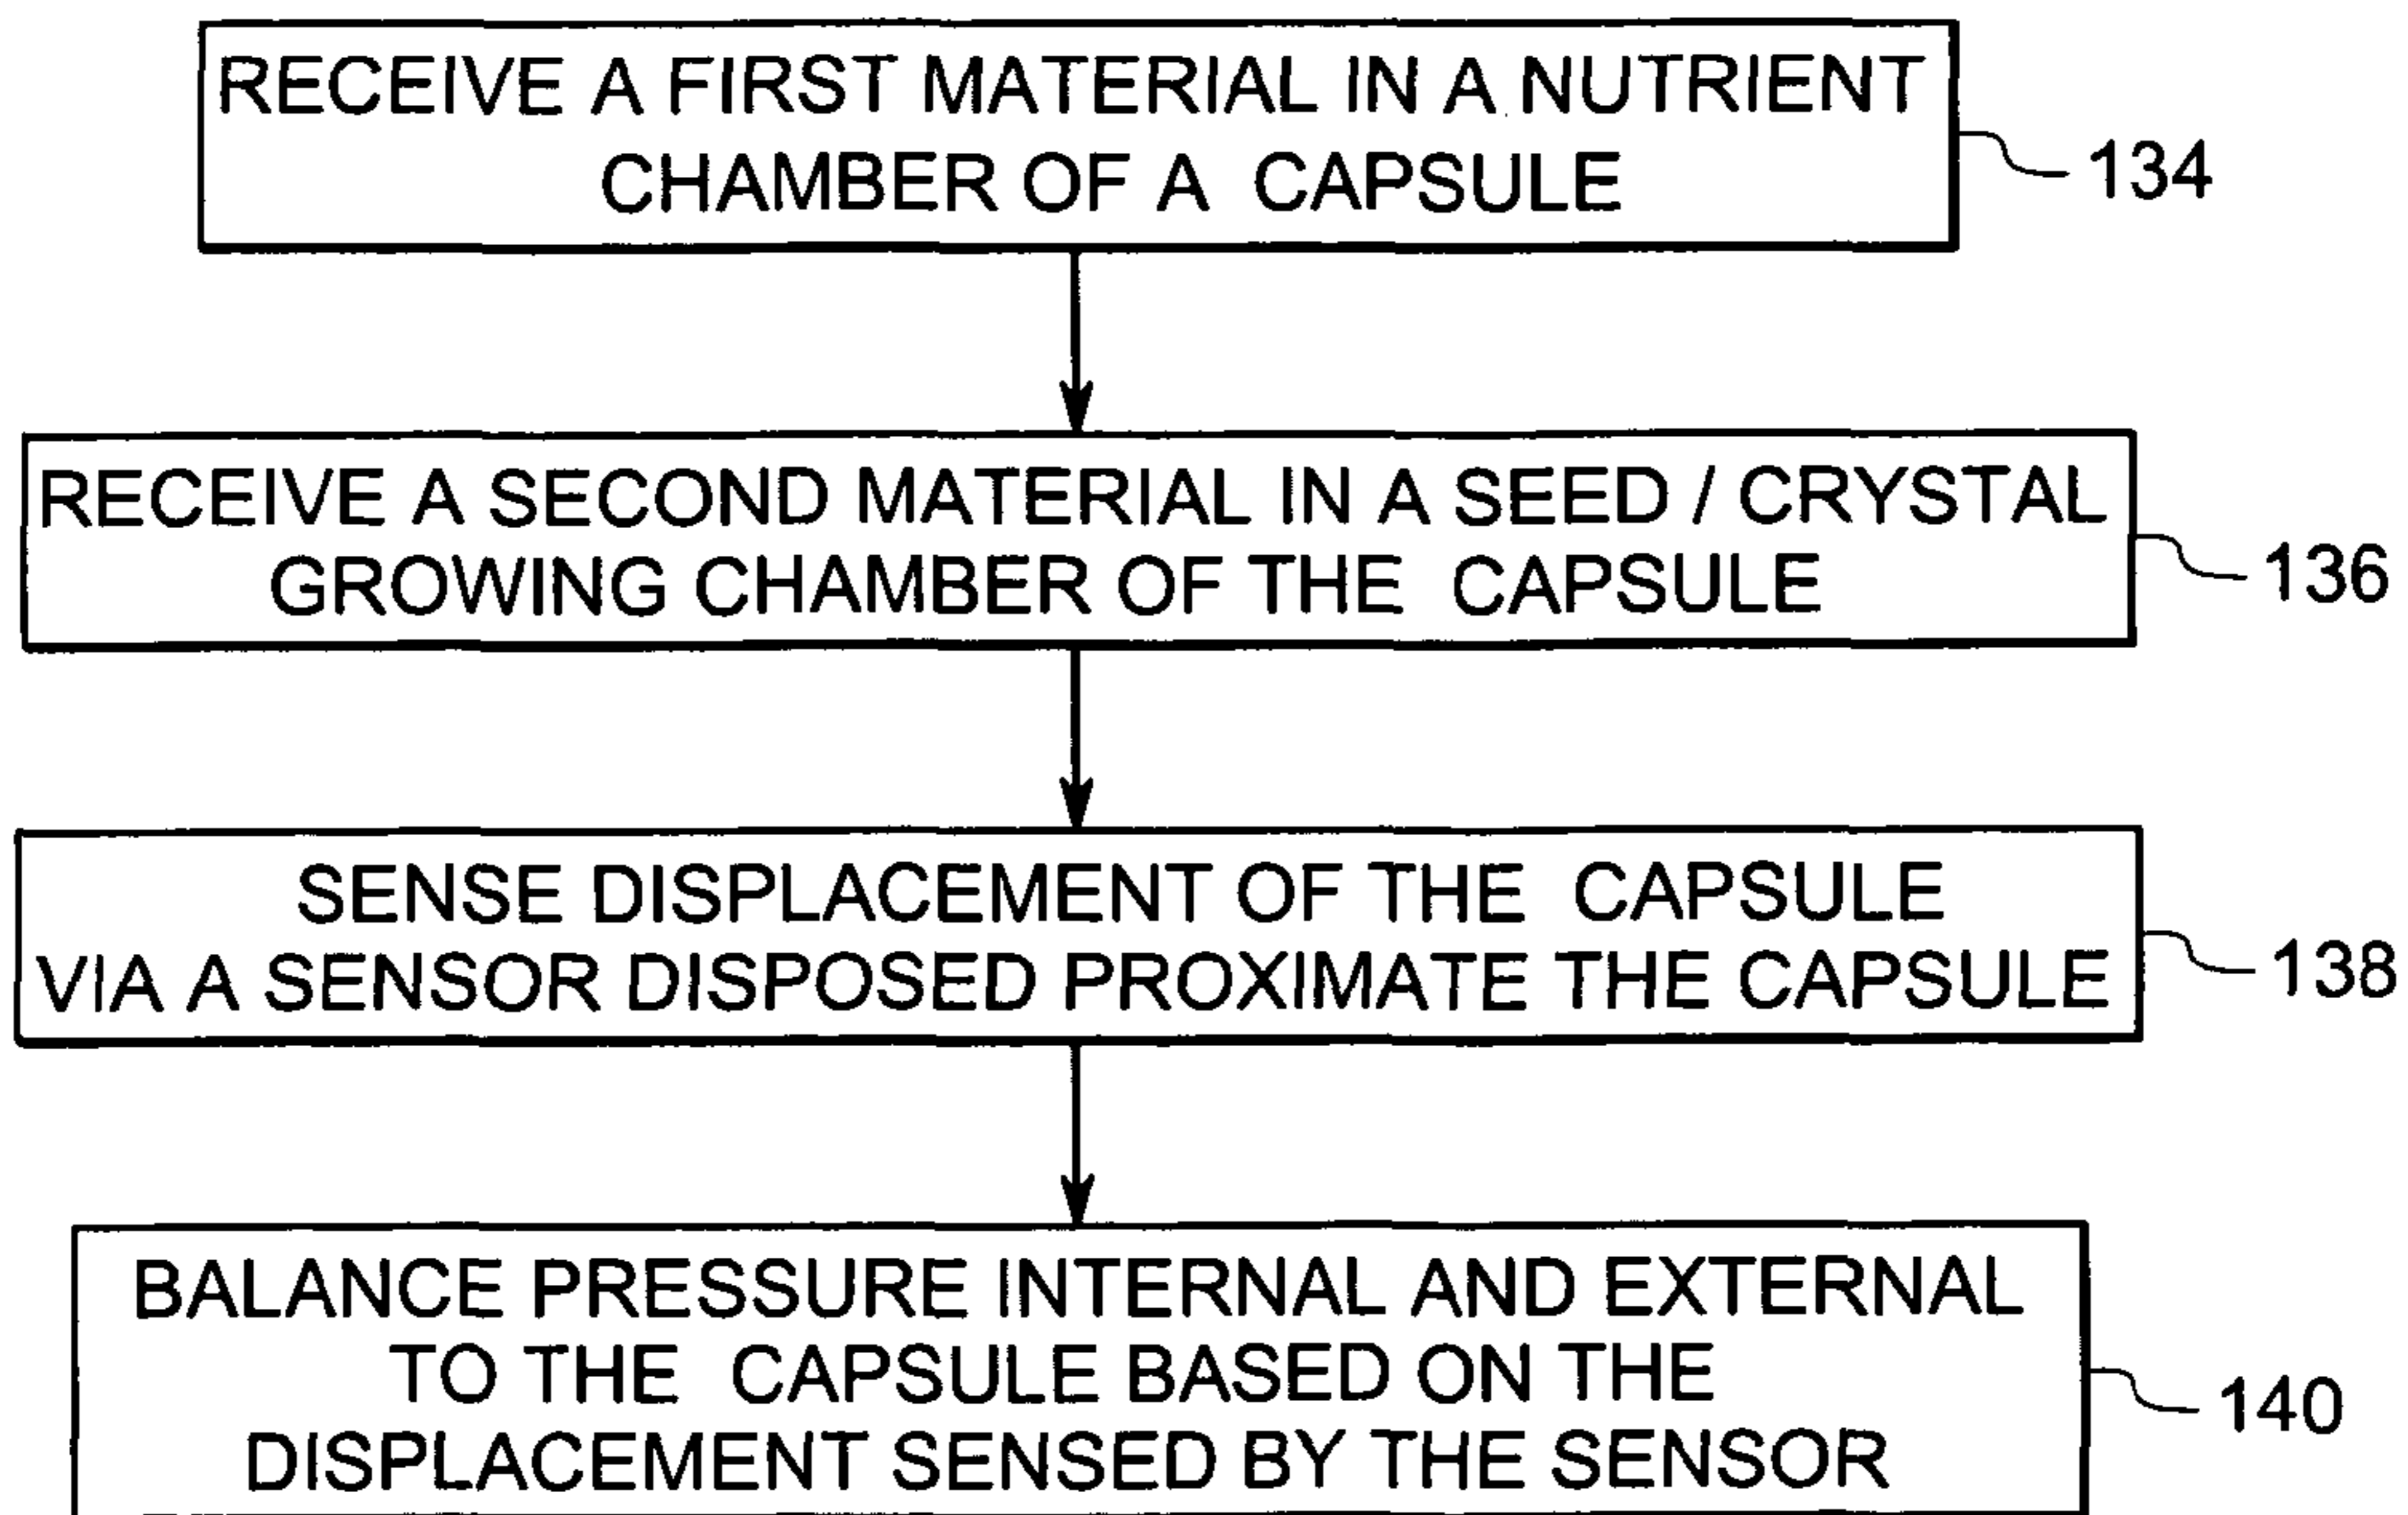 RECEIVE A FIRST MATERIAL IN A NUTRIENT
CHAMBER OF A CAPSULE
134
RECEIVE A SECOND MATERIAL IN A SEED / CRYSTAL
GROWING CHAMBER OF THE CAPSULE
136
SENSE DISPLACEMENT OF THE CAPSULE
VIA A SENSOR DISPOSED PROXIMATE THE CAPSULE
138
BALANCE PRESSURE INTERNAL AND EXTERNAL
TO THE CAPSULE BASED ON THE
DISPLACEMENT SENSED BY THE SENSOR
140